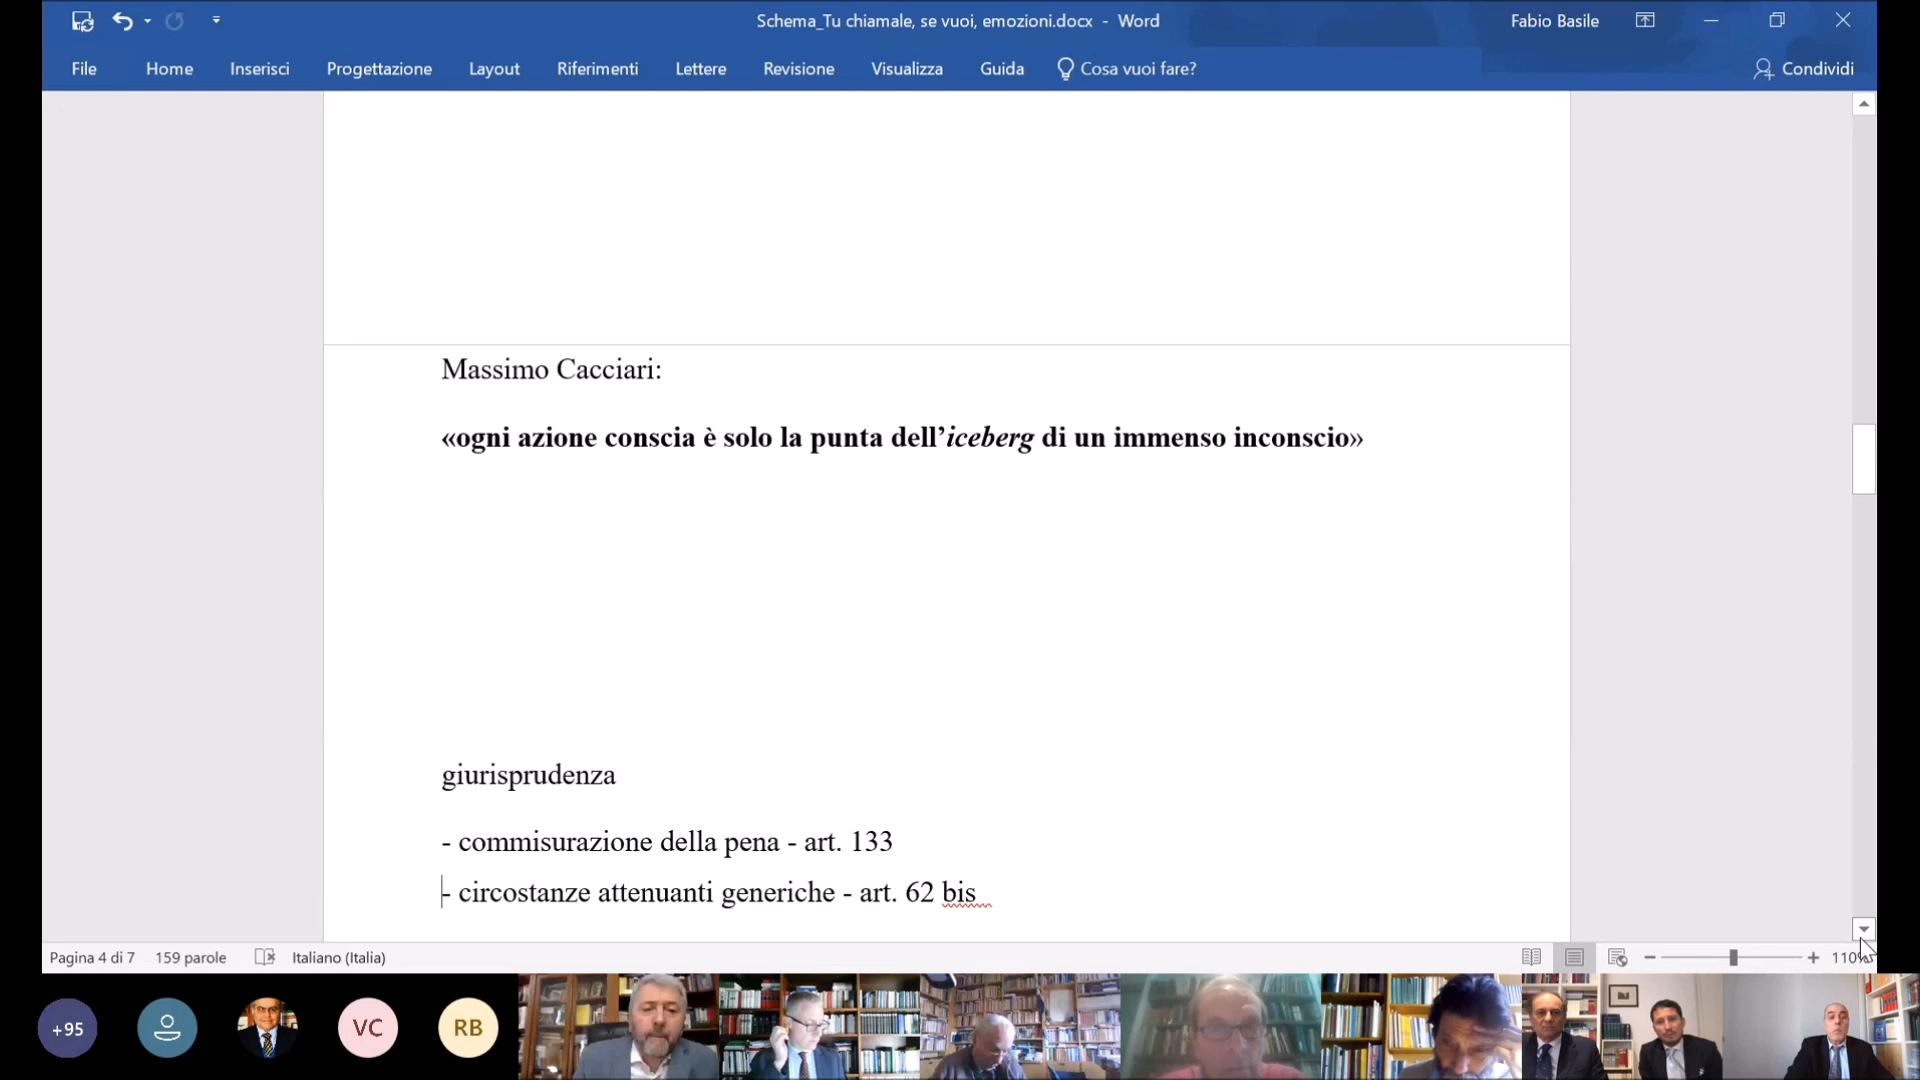 Schema_Tu chiamale, se vuoi, emozioni.docx - Word
Fabio Basile
File Home Inserisci Progettazione Layout Riferimenti Lettere Revisione Visualizza Guida Cosa vuoi fare? Condividi
Massimo Cacciari:
«ogni azione conscia è solo la punta dell’iceberg di un immenso inconscio»
giurisprudenza
- commisurazione della pena - art. 133
- circostanze attenuanti generiche - art. 62 bis
Pagina 4 di 7 159 parole Italiano (Italia) 110%
+95 VC RB